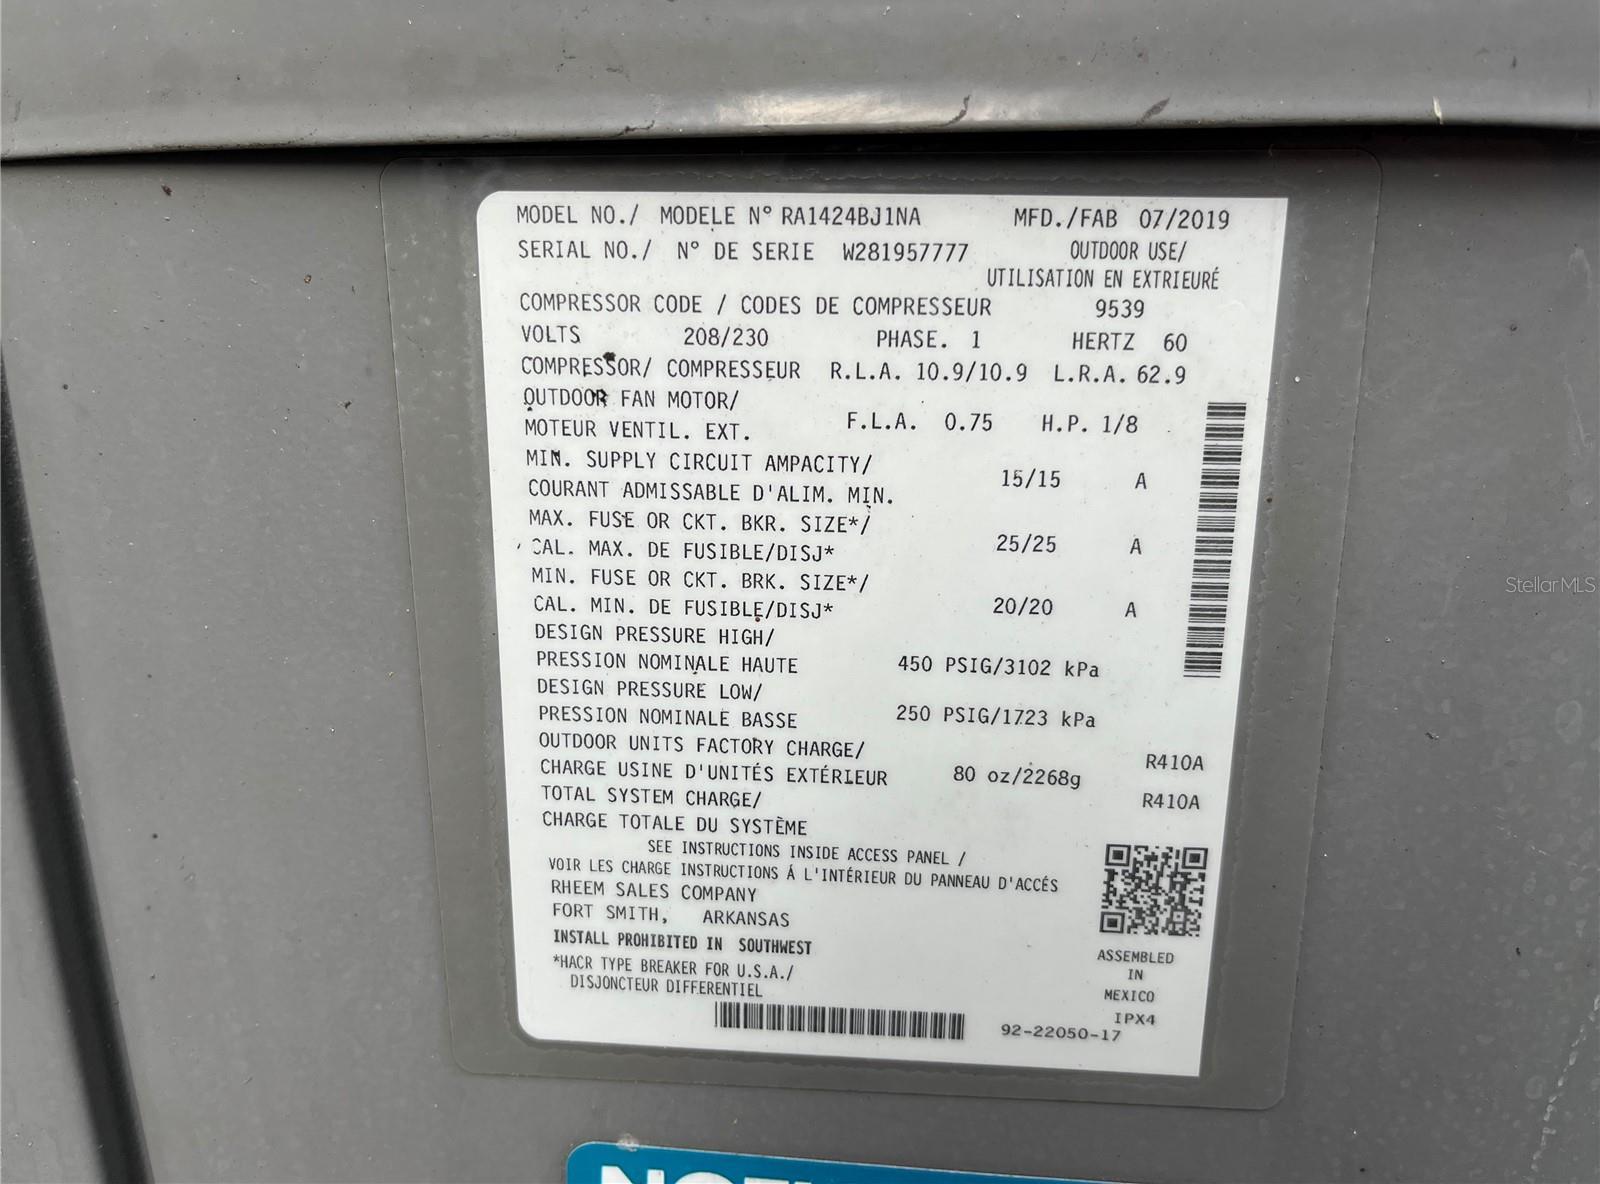 MODEL NO./ MODELE N° RA1424BJ1NA MFD./FAB 07/2019
SERIAL NO./ N° DE SERIE W281957777 OUTDOOR USE/
UTILISATION EN EXTRIEURÉ
COMPRESSOR CODE / CODES DE COMPRESSEUR 9539
VOLTS 208/230 PHASE. 1 HERTZ 60
COMPRESSOR/ COMPRESSEUR R.L.A. 10.9/10.9 L.R.A. 62.9
OUTDOOR FAN MOTOR/
MOTEUR VENTIL. EXT. F.L.A. 0.75 H.P. 1/8
MIN. SUPPLY CIRCUIT AMPACITY/
COURANT ADMISSABLE D'ALIM. MIN. 15/15 A
MAX. FUSE OR CKT. BKR. SIZE*/
CAL. MAX. DE FUSIBLE/DISJ* 25/25 A
MIN. FUSE OR CKT. BRK. SIZE*/
CAL. MIN. DE FUSIBLE/DISJ* 20/20 A
DESIGN PRESSURE HIGH/
PRESSION NOMINALE HAUTE 450 PSIG/3102 kPa
DESIGN PRESSURE LOW/
PRESSION NOMINALE BASSE 250 PSIG/1723 kPa
OUTDOOR UNITS FACTORY CHARGE/
CHARGE USINE D'UNITÉS EXTÉRIEUR 80 oz/2268g R410A
TOTAL SYSTEM CHARGE/ R410A
CHARGE TOTALE DU SYSTÈME
SEE INSTRUCTIONS INSIDE ACCESS PANEL /
VOIR LES CHARGE INSTRUCTIONS Á L'INTÉRIEUR DU PANNEAU D'ACCÉS
RHEEM SALES COMPANY
FORT SMITH, ARKANSAS
INSTALL PROHIBITED IN SOUTHWEST
*HACR TYPE BREAKER FOR U.S.A./
DISJONCTEUR DIFFERENTIEL
ASSEMBLED
IN
MEXICO
IPX4
92-22050-17
StellarMLS